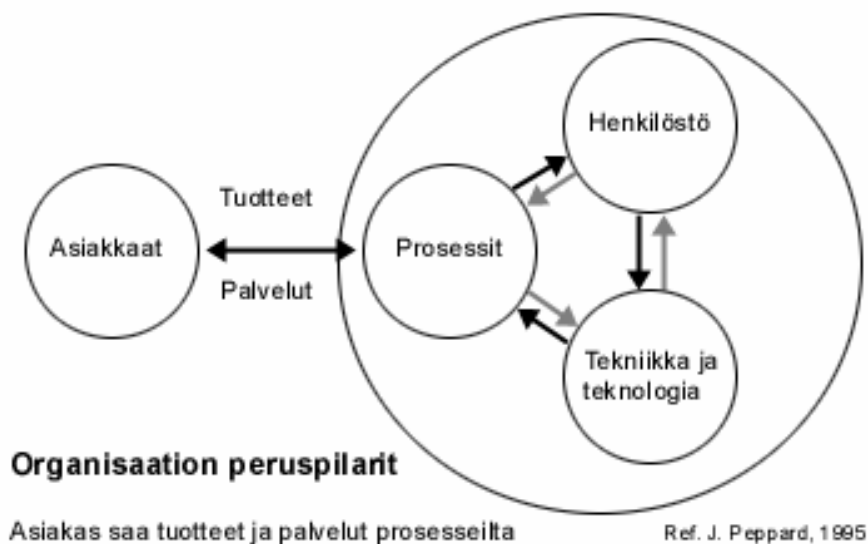 Henkilöstö
Tuotteet
Asiakkaat
Prosessit
Palvelut
Tekniikka ja
teknologia
Organisaation peruspilarit
Asiakas saa tuotteet ja palvelut prosesseilta
Ref. J. Peppard, 1995